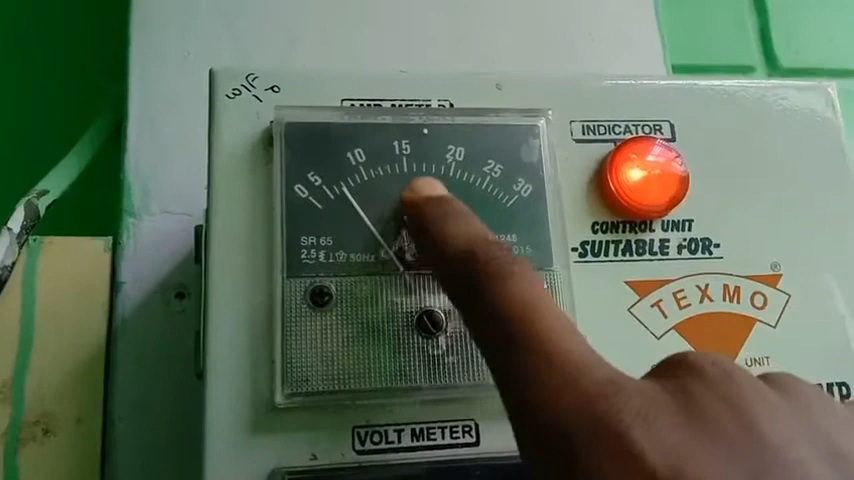 AMP METER
INDICATOR
0 5 10 15 20 25 30
CONTROL UNIT
SUITABLE FOR
SR 65
2.5
50Hz
TEXMO®
UNIT
VOLT METER